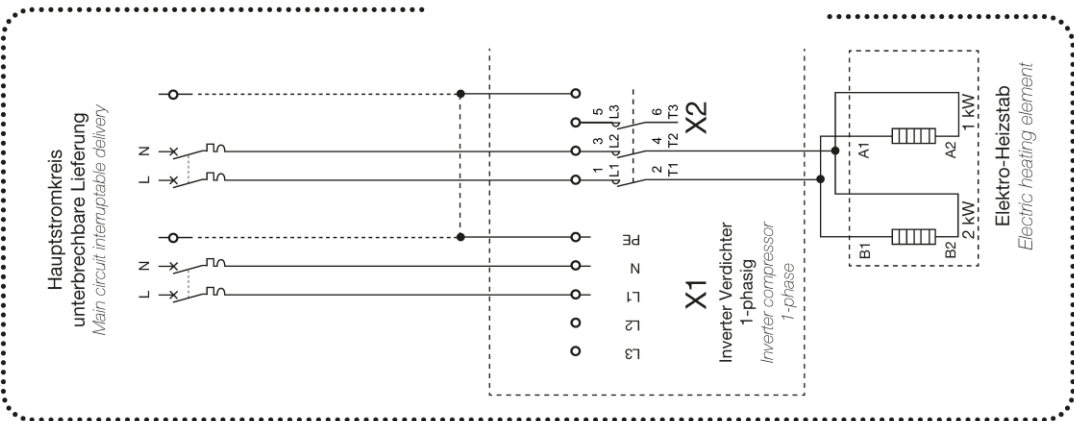 Hauptstromkreis
unterbrechbare Lieferung
Main circuit interruptable delivery
N
L
N
L
5 L3 6 T3
3 L2 4 T2
1 L1 2 T1
X2
PE
N
L1
L2
L3
X1
Inverter Verdichter
1-phasig
Inverter compressor
1-phase
A1 A2 1 kW
B1 B2 2 kW
Elektro-Heizstab
Electric heating element